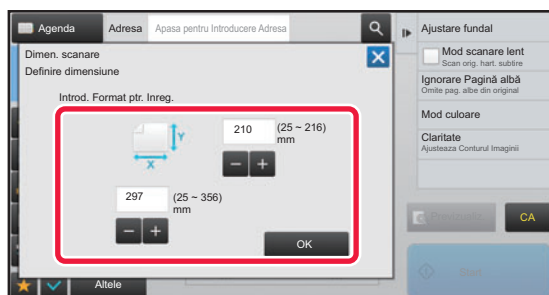 Agenda
Adresa
Apasa pentru Introducere Adresa
Dimen. scanare
Definire dimensiune
Introd. Format ptr. Inreg.
Y
X
210
(25 ~ 216)
mm
297
(25 ~ 356)
mm
OK
Altele
Ajustare fundal
Mod scanare lent
Scan orig. hart. subtire
Ignorare Pagină albă
Omite pag. albe din original
Mod culoare
Claritate
Ajusteaza Conturul Imaginii
CA
Start